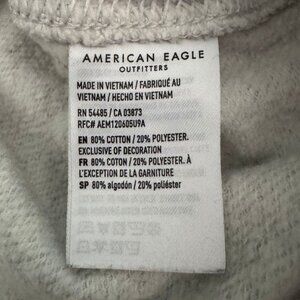 AMERICAN EAGLE
OUTFITTERS
MADE IN VIETNAM / FABRIQUÉ AU
VIETNAM / HECHO EN VIETNAM
RN 54485 / CA 03873
RFC# AEM120605U9A
EN 80% COTTON / 20% POLYESTER.
EXCLUSIVE OF DECORATION
FR 80% COTON / 20% POLYESTER. À
L'EXCEPTION DE LA GARNITURE
SP 80% algodón / 20% poliéster